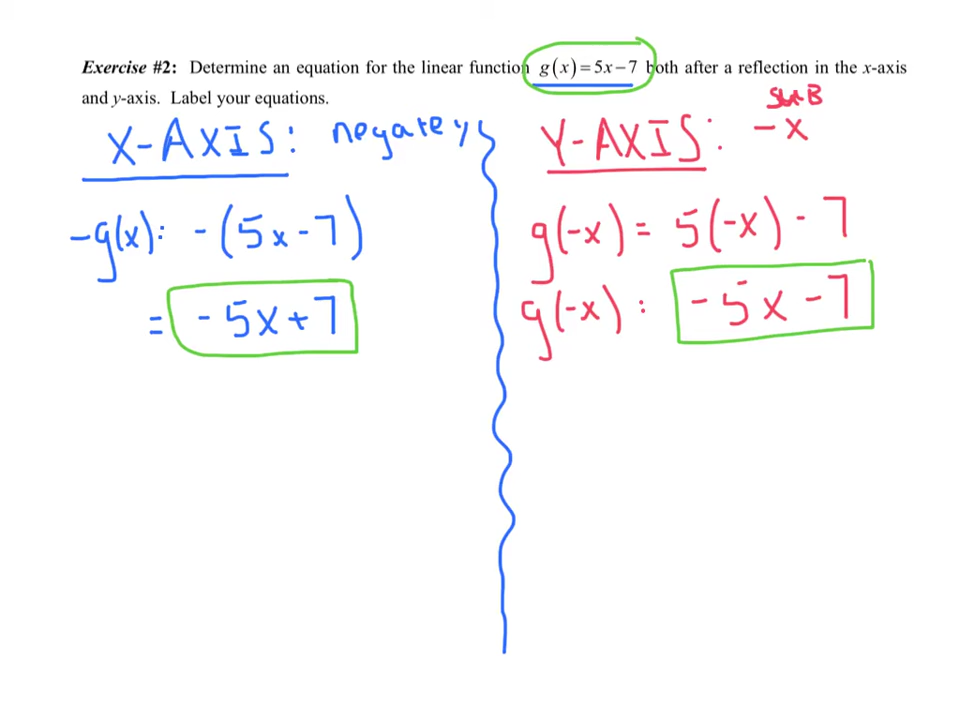 Exercise #2: Determine an equation for the linear function g(x)=5x−7 both after a reflection in the x-axis
and y-axis. Label your equations.
X-AXIS: negate y
-g(x): -(5x-7)
= -5x+7
SUB
Y-AXIS: -x
g(-x) = 5(-x) - 7
g(-x): -5x-7